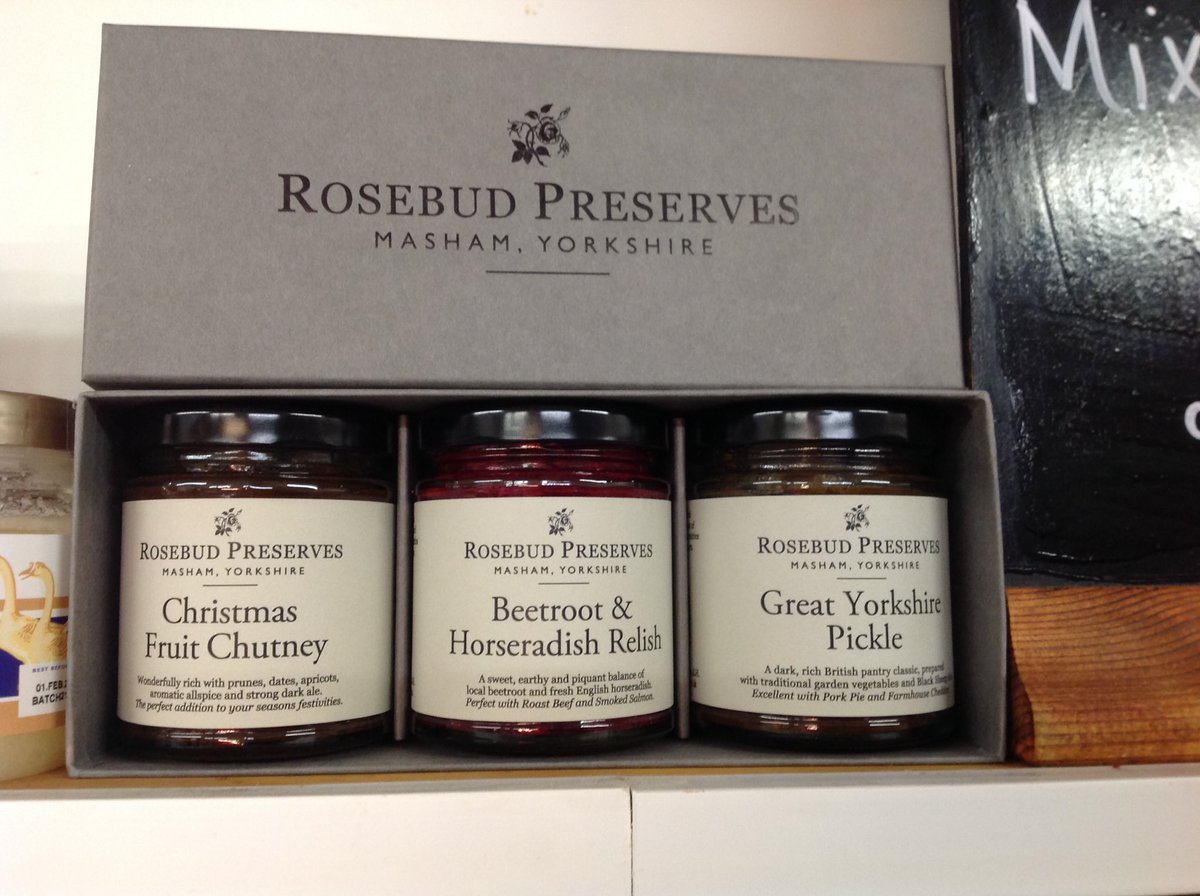 ROSEBUD PRESERVES
MASHAM, YORKSHIRE
Mix
ROSEBUD PRESERVES
MASHAM, YORKSHIRE
Christmas
Fruit Chutney
Wonderfully rich with prunes, dates, apricots,
aromatic allspice and strong dark ale.
The perfect addition to your seasons festivities.
ROSEBUD PRESERVES
MASHAM, YORKSHIRE
Beetroot &
Horseradish Relish
A sweet, earthy and piquant balance of
local beetroot and fresh English horseradish.
Perfect with Roast Beef and Smoked Salmon.
ROSEBUD PRESERVES
MASHAM, YORKSHIRE
Great Yorkshire
Pickle
A dark, rich British pantry classic, prepared
with traditional garden vegetables and Black
Excellent with Pork Pie and Farmhouse
BEST
01.FEB